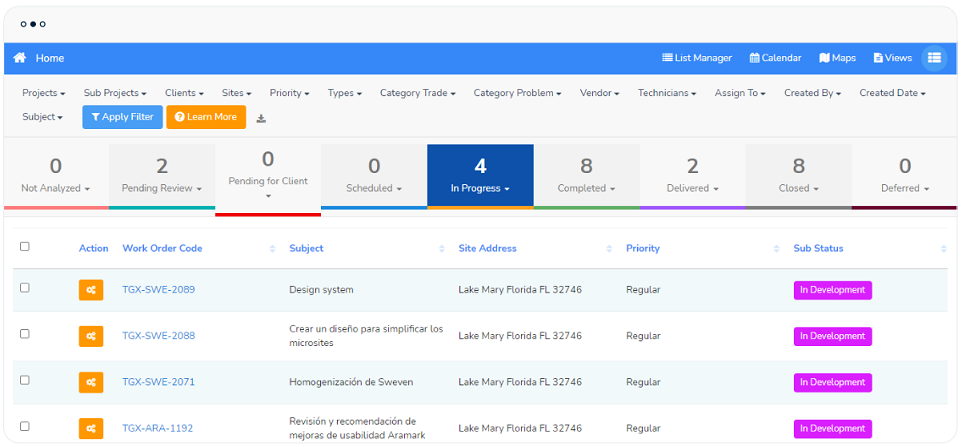 Home
List Manager Calendar Maps Views
Projects Sub Projects Clients Sites Priority Types Category Trade Category Problem Vendor Technicians Assign To Created By Created Date
Subject Apply Filter Learn More
0 2 0 0 4 8 2 8 0
Not Analyzed Pending Review Pending for Client Scheduled In Progress Completed Delivered Closed Deferred
Action Work Order Code Subject Site Address Priority Sub Status
TGX-SWE-2089 Design system Lake Mary Florida FL 32746 Regular In Development
Crear un diseño para simplificar los
TGX-SWE-2088 microsites Lake Mary Florida FL 32746 Regular In Development
TGX-SWE-2071 Homogenización de Sweven Lake Mary Florida FL 32746 Regular In Development
Revisión y recomendación de
TGX-ARA-1192 mejoras de usabilidad Aramark Lake Mary Florida FL 32746 Regular In Development